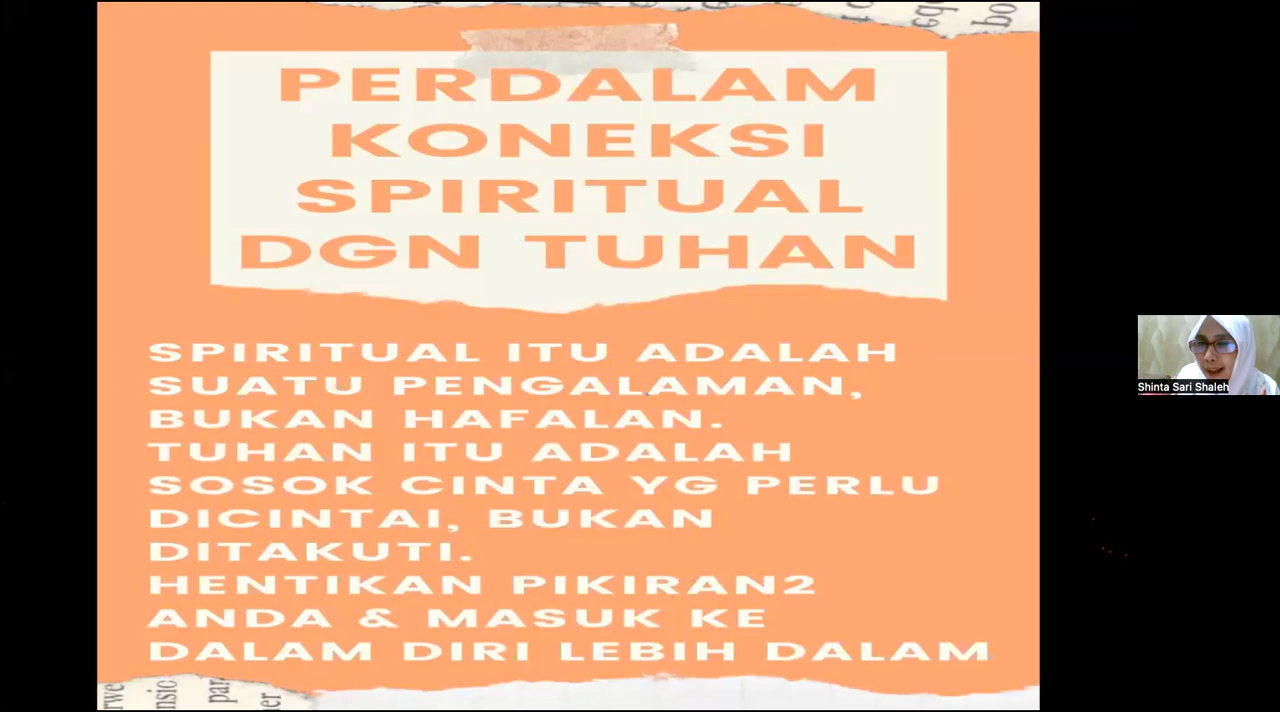 PERDALAM
KONEKSI
SPIRITUAL
DGN TUHAN
SPIRITUAL ITU ADALAH
SUATU PENGALAMAN,
BUKAN HAFALAN.
TUHAN ITU ADALAH
SOSOK CINTA YG PERLU
DICINTAI, BUKAN
DITAKUTI.
HENTIKAN PIKIRAN2
ANDA & MASUK KE
DALAM DIRI LEBIH DALAM
Shinta Sari Shaleh